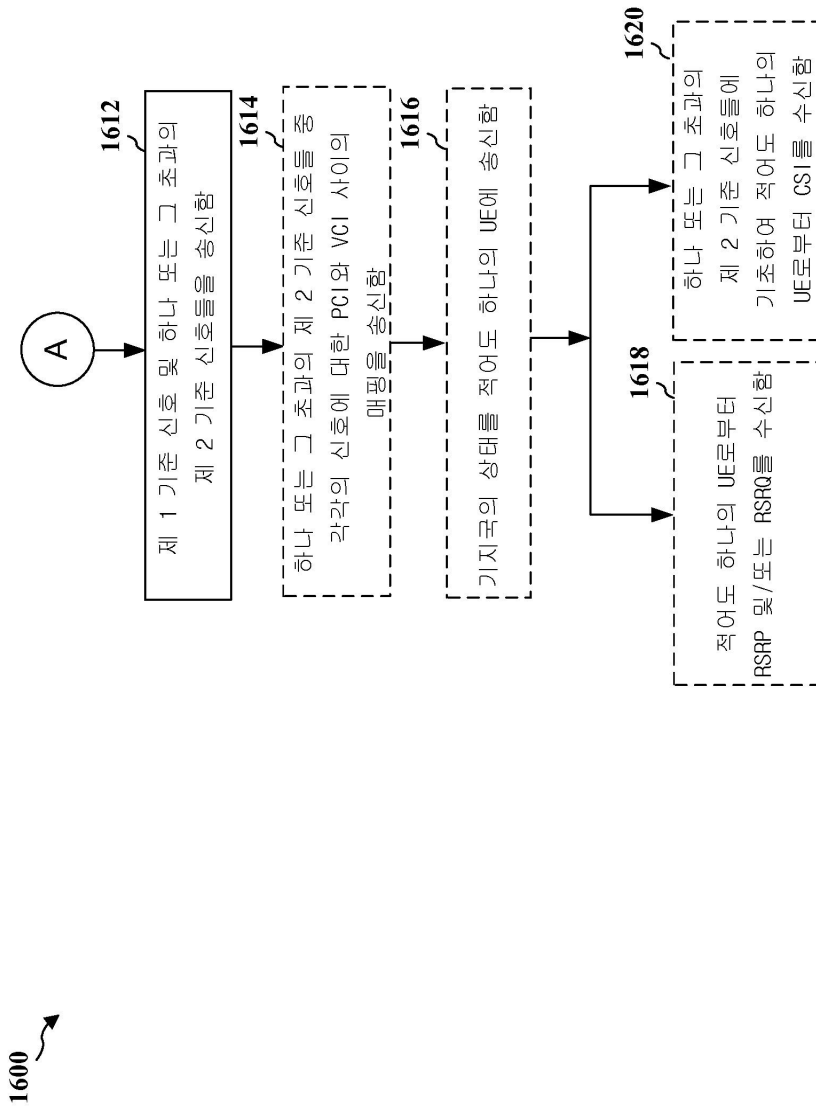 1600
A
1612
제 1 기준 신호 및 하나 또는 그 초과의
제 2 기준 신호들을 송신함
1614
하나 또는 그 초과의 제 2 기준 신호들 중
각각의 신호에 대한 PCI와 VCI 사이의
매핑을 송신함
1616
기지국의 상태를 적어도 하나의 UE에 송신함
1618
적어도 하나의 UE로부터
RSRP 및/또는 RSRQ를 수신함
1620
하나 또는 그 초과의
제 2 기준 신호들에
기초하여 적어도 하나의
UE로부터 CSI를 수신함